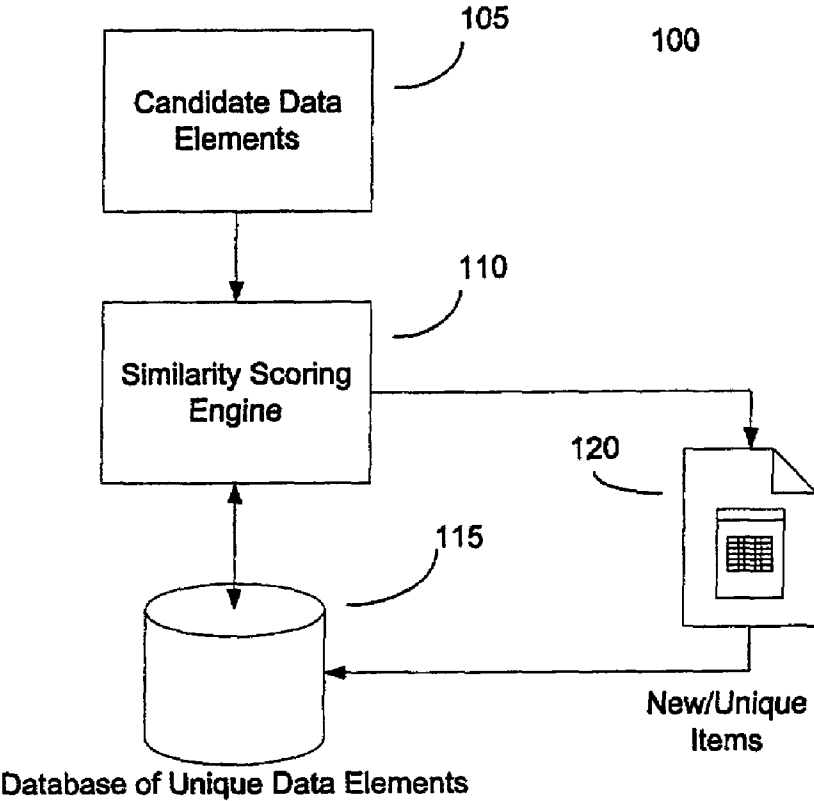 105
100
Candidate Data
Elements
110
Similarity Scoring
Engine
120
115
New/Unique
Items
Database of Unique Data Elements